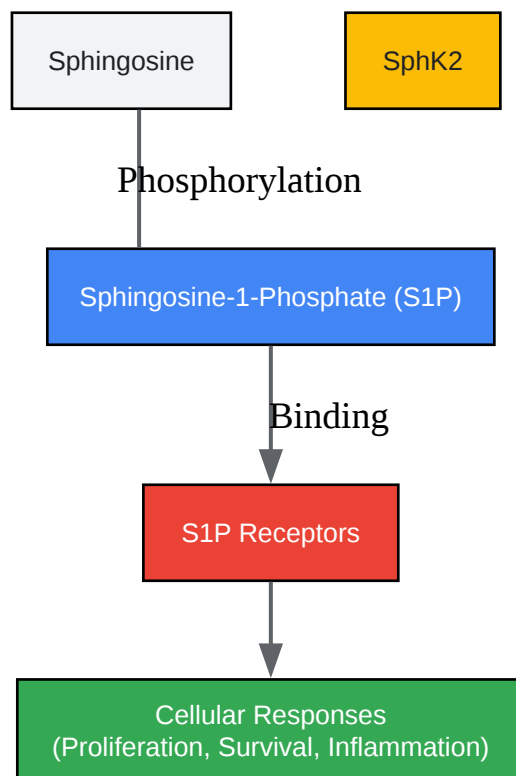 Sphingosine
SphK2
Phosphorylation
Sphingosine-1-Phosphate (S1P)
Binding
S1P Receptors
Cellular Responses
(Proliferation, Survival, Inflammation)